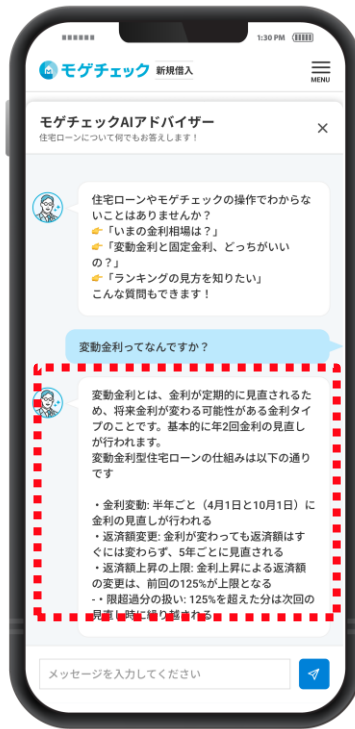 1:30 PM
モゲチェック 新規借入
MENU
モゲチェックAIアドバイザー
住宅ローンについて何でもお答えします！
×
住宅ローンやモゲチェックの操作でわからな
いことはありませんか？
👉「いまの金利相場は？」
👉「変動金利と固定金利、どっちがいい
の？」
👉「ランキングの見方を知りたい」
こんな質問もできます！
変動金利ってなんですか？
変動金利とは、金利が定期的に見直されるた
め、将来金利が変わる可能性がある金利タイ
プのことです。基本的に年2回金利の見直し
が行われます。
変動金利型住宅ローンの仕組みは以下の通り
です
・金利変動: 半年ごと（4月1日と10月1日）に
金利の見直しが行われる
・返済額変更: 金利が変わっても返済額はす
ぐには変わらず、5年ごとに見直される
・返済額上昇の上限: 金利上昇による返済額
の変更は、前回の125%が上限となる
-・限超過分の扱い: 125%を超えた分は次回の
見直し時に繰り越される
メッセージを入力してください